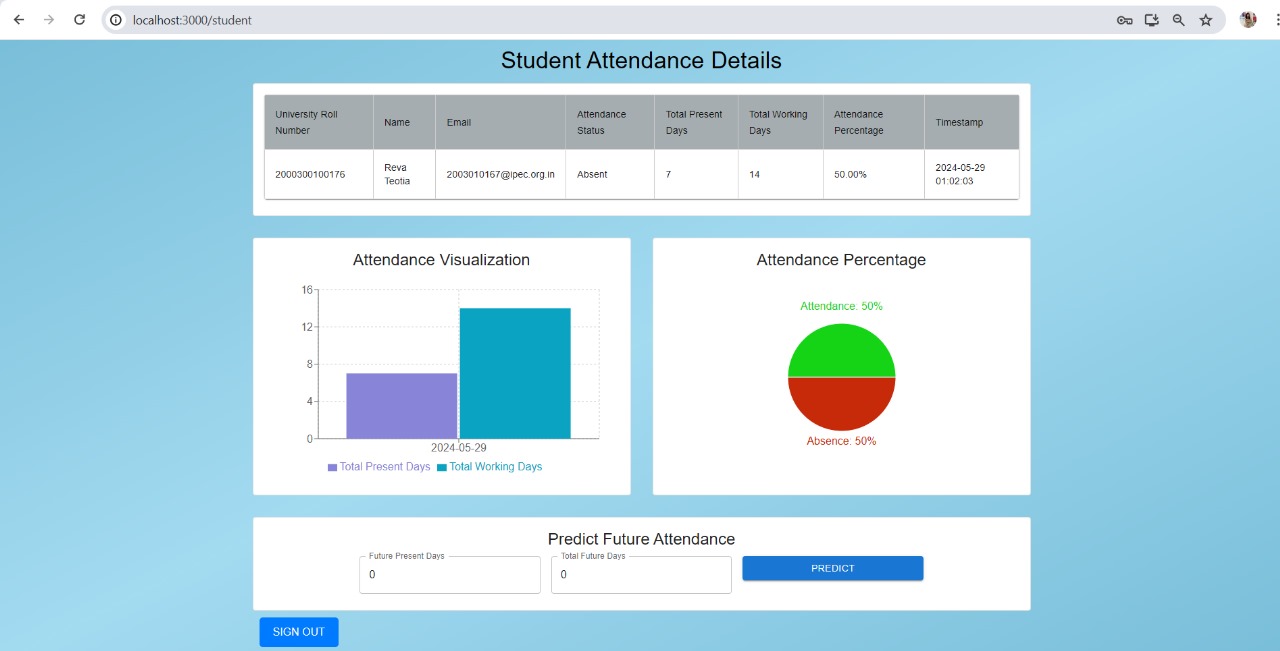 localhost:3000/student
Student Attendance Details
University Roll Number Name Email Attendance Status Total Present Days Total Working Days Attendance Percentage Timestamp
2000300100176 Reva Teotia 2003010167@ipec.org.in Absent 7 14 50.00% 2024-05-29 01:02:03
Attendance Visualization
16
12
8
4
0
2024-05-29
Total Present Days Total Working Days
Attendance Percentage
Attendance: 50%
Absence: 50%
Predict Future Attendance
Future Present Days
0
Total Future Days
0
PREDICT
SIGN OUT